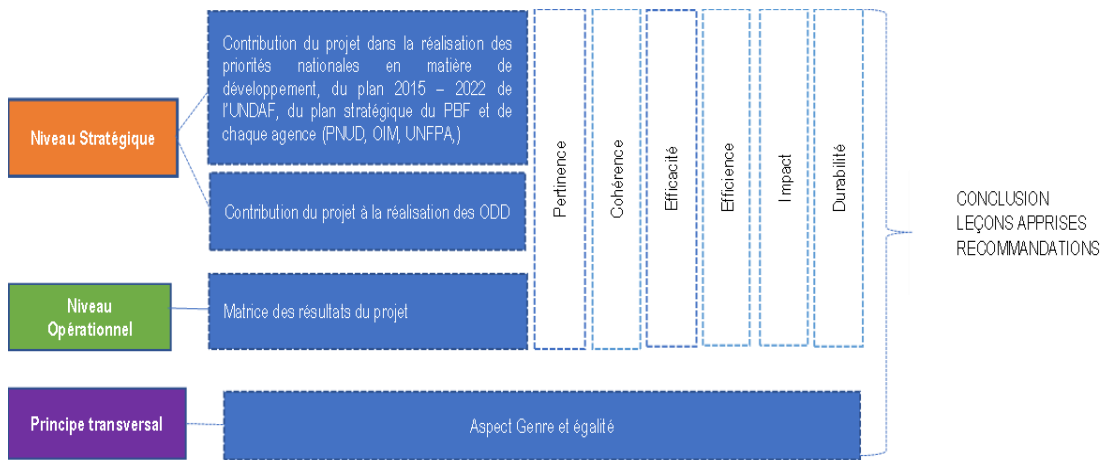 Contribution du projet dans la réalisation des
priorités nationales en matière de
développement, du plan 2015 – 2022 de
l'UNDAF, du plan stratégique du PBF et de
chaque agence (PNUD, OIM, UNFPA,)
Niveau Stratégique
Contribution du projet à la réalisation des ODD
Niveau
Opérationnel
Matrice des résultats du projet
Principe transversal
Aspect Genre et égalité
Pertinence
Cohérence
Efficacité
Efficience
Impact
Durabilité
CONCLUSION
LEÇONS APPRISES
RECOMMANDATIONS